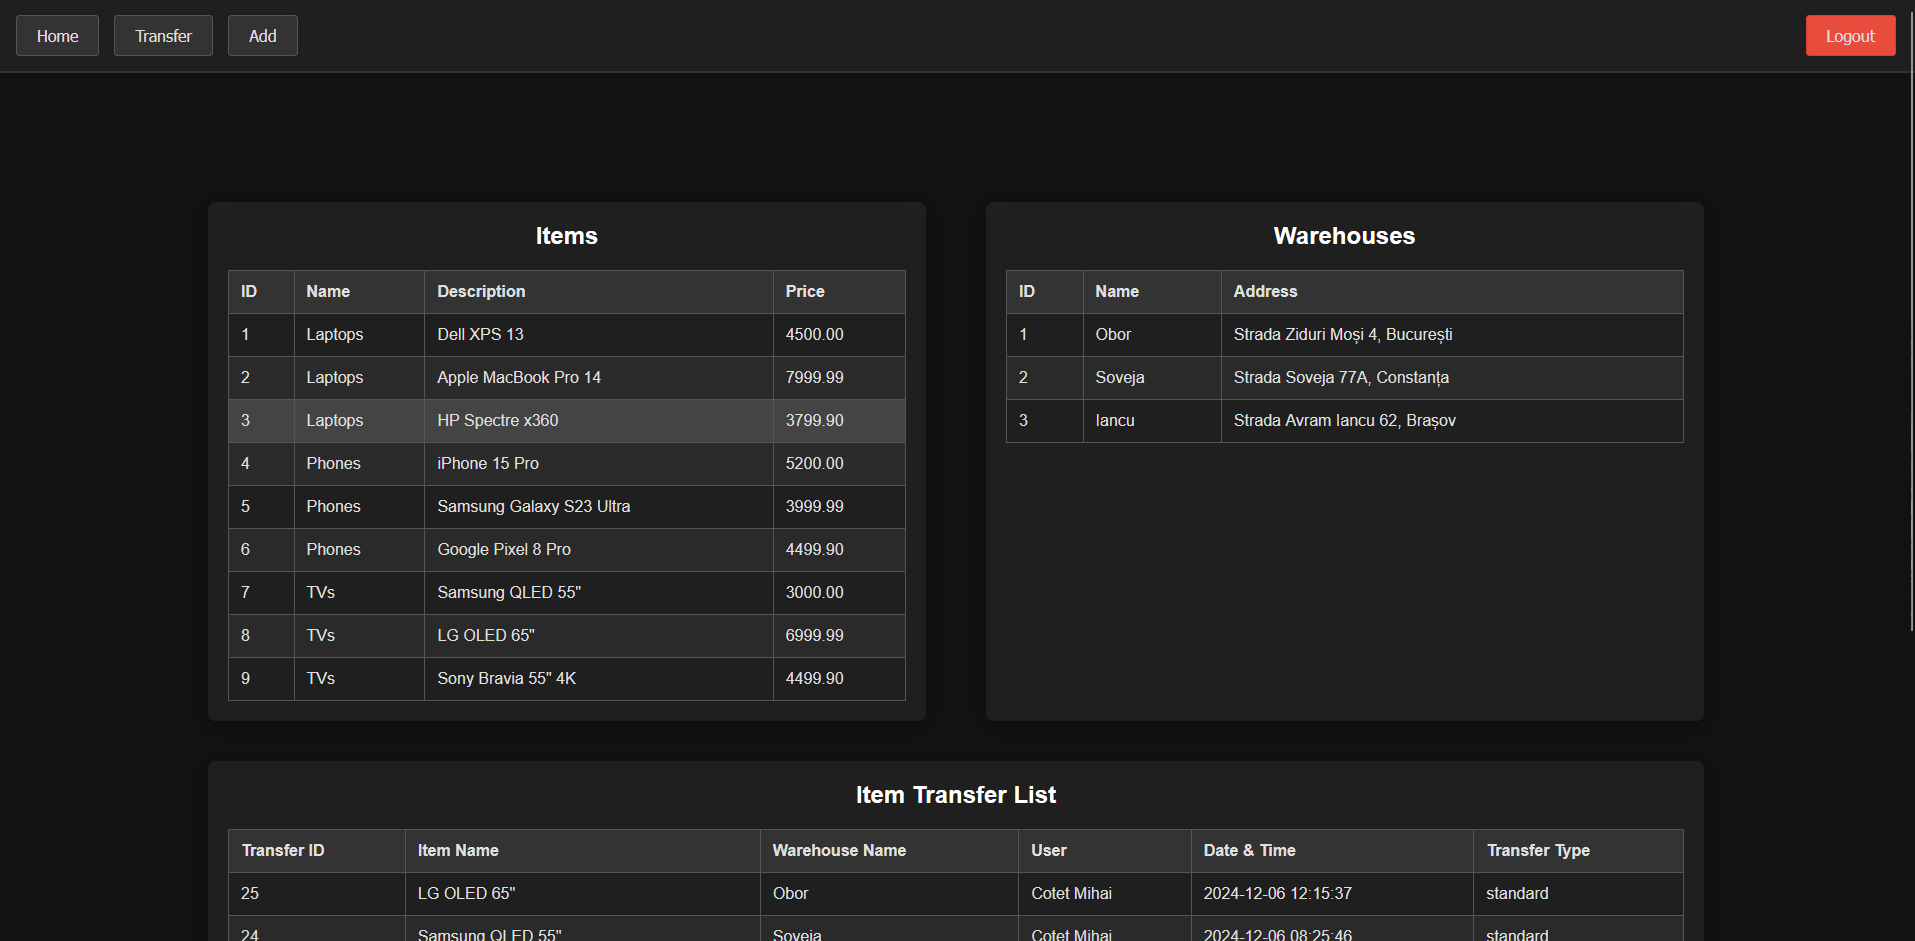 Home Transfer Add Logout
Items
ID Name Description Price
1 Laptops Dell XPS 13 4500.00
2 Laptops Apple MacBook Pro 14 7999.99
3 Laptops HP Spectre x360 3799.90
4 Phones iPhone 15 Pro 5200.00
5 Phones Samsung Galaxy S23 Ultra 3999.99
6 Phones Google Pixel 8 Pro 4499.90
7 TVs Samsung QLED 55" 3000.00
8 TVs LG OLED 65" 6999.99
9 TVs Sony Bravia 55" 4K 4499.90
Warehouses
ID Name Address
1 Obor Strada Ziduri Moși 4, București
2 Soveja Strada Soveja 77A, Constanța
3 Iancu Strada Avram Iancu 62, Brașov
Item Transfer List
Transfer ID Item Name Warehouse Name User Date & Time Transfer Type
25 LG OLED 65" Obor Cotet Mihai 2024-12-06 12:15:37 standard
24 Samsung QLED 55" Soveja Cotet Mihai 2024-12-06 08:25:46 standard